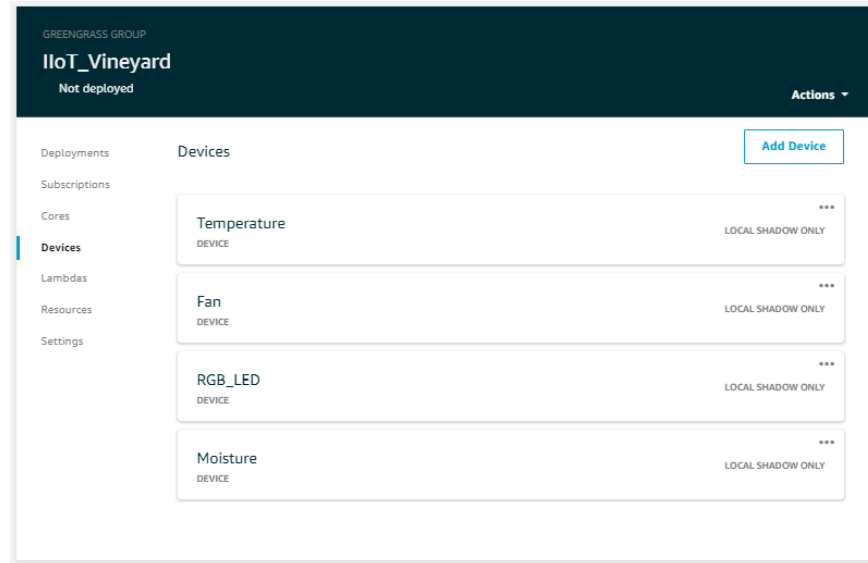 GREENGRASS GROUP
IIoT_Vineyard
Not deployed
Actions
Deployments
Subscriptions
Cores
Devices
Lambdas
Resources
Settings
Devices
Add Device
Temperature
DEVICE
LOCAL SHADOW ONLY
Fan
DEVICE
LOCAL SHADOW ONLY
RGB_LED
DEVICE
LOCAL SHADOW ONLY
Moisture
DEVICE
LOCAL SHADOW ONLY